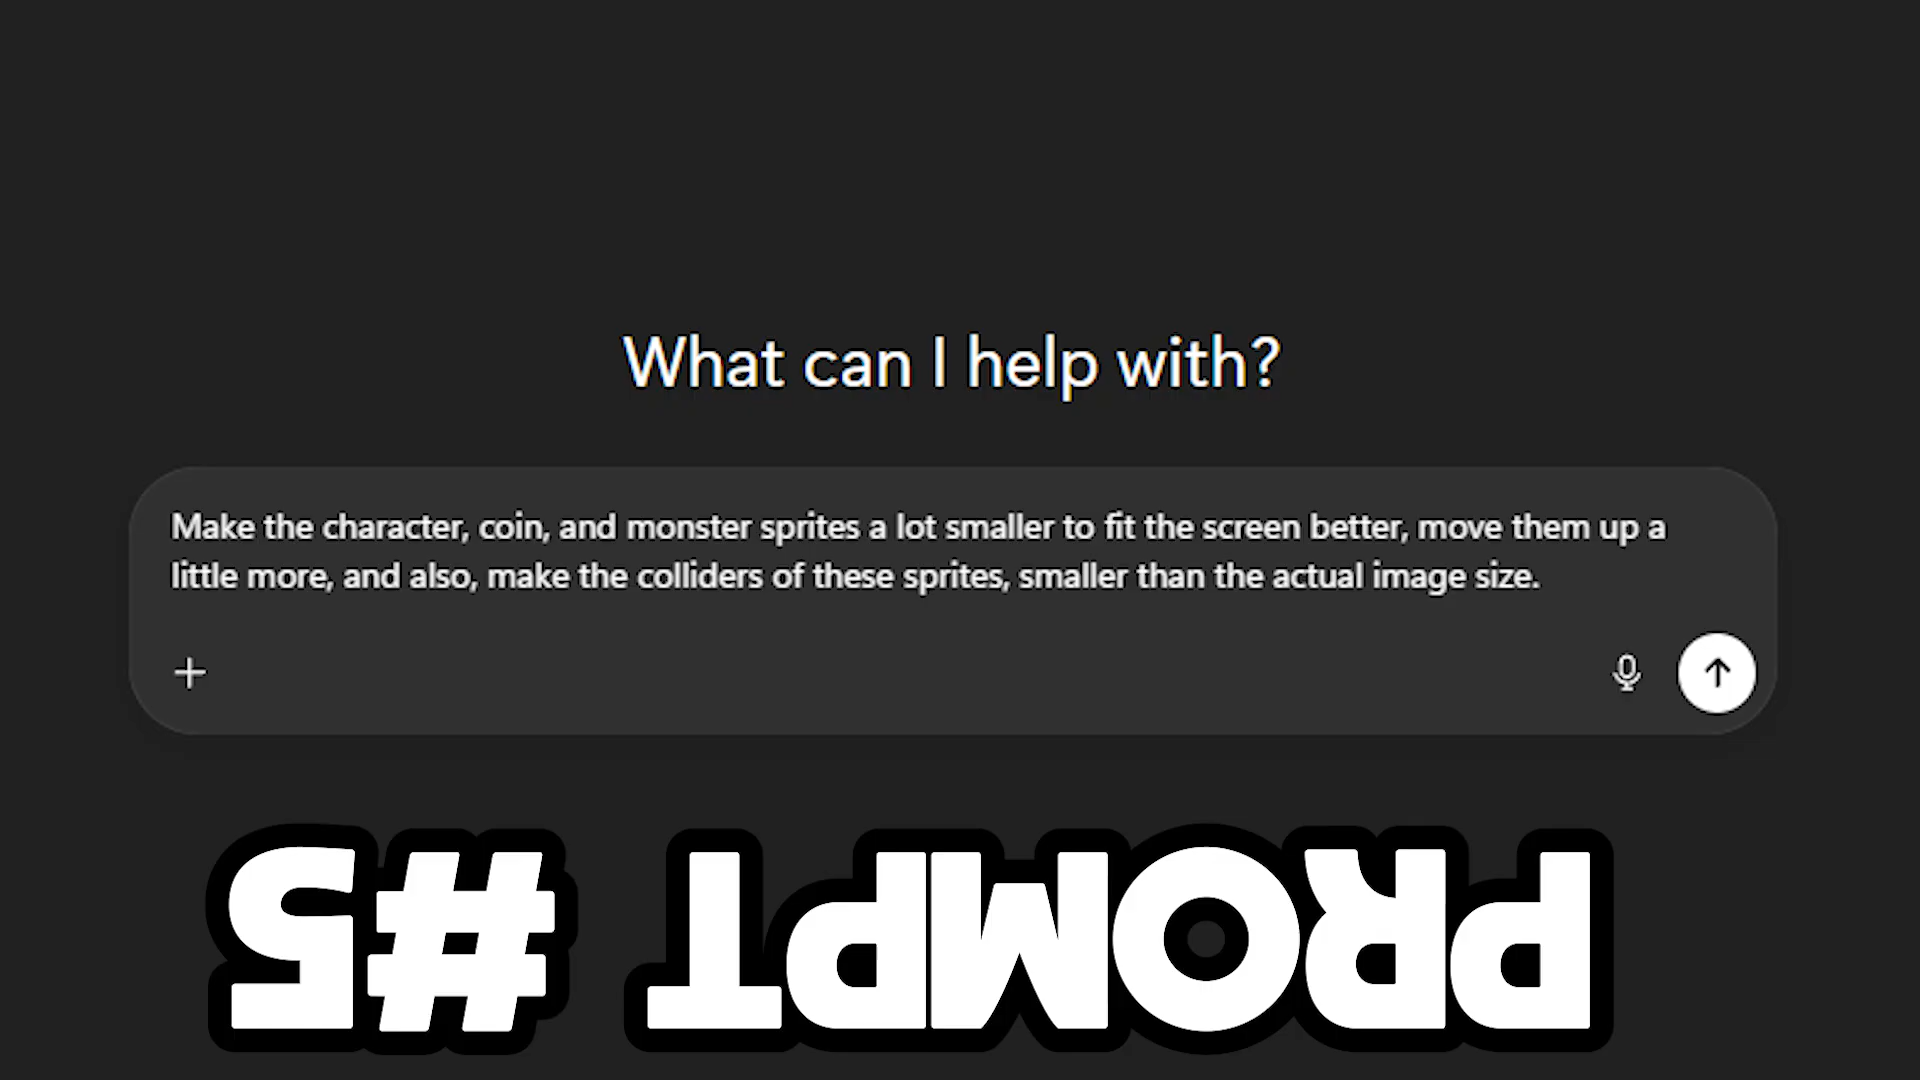 What can I help with?
Make the character, coin, and monster sprites a lot smaller to fit the screen better, move them up a
little more, and also, make the colliders of these sprites, smaller than the actual image size.
PROMPT #5